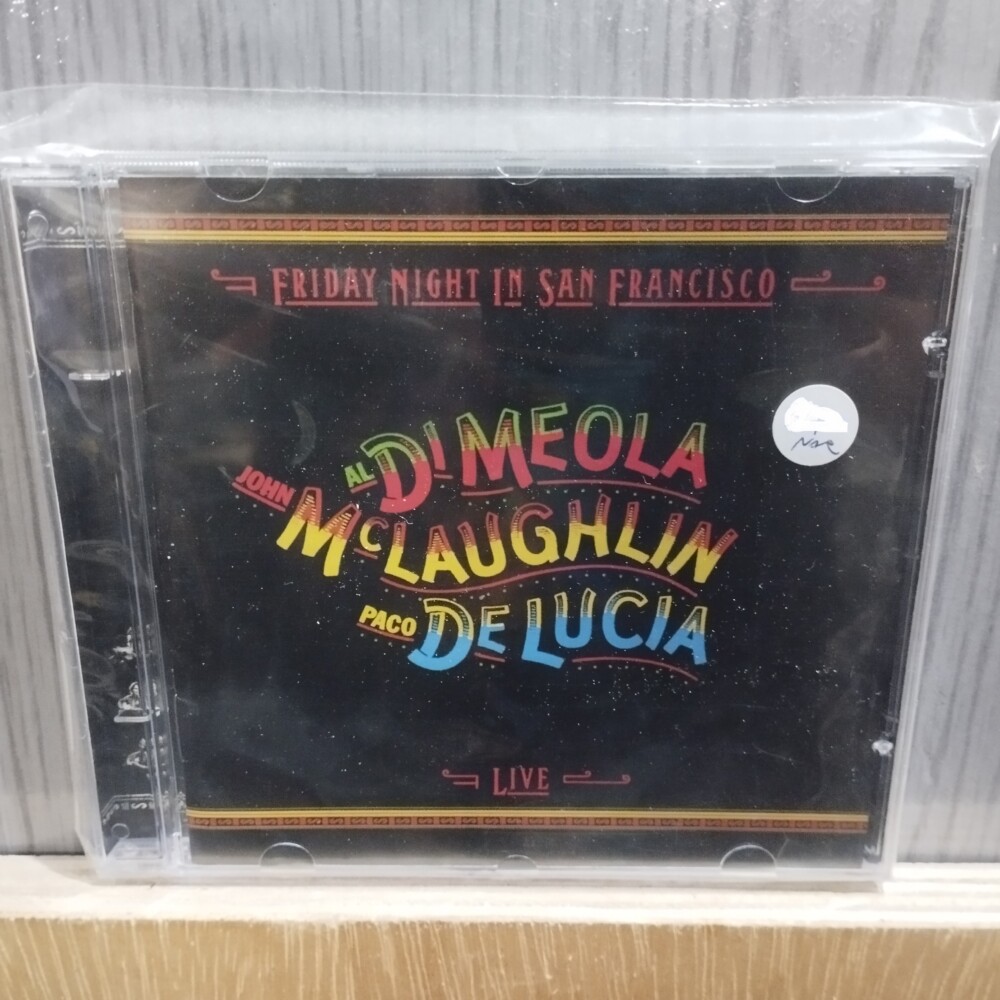 FRIDAY NIGHT IN SAN FRANCISCO
AL DI MEOLA
JOHN MCLAUGHLIN
PACO DE LUCIA
LIVE